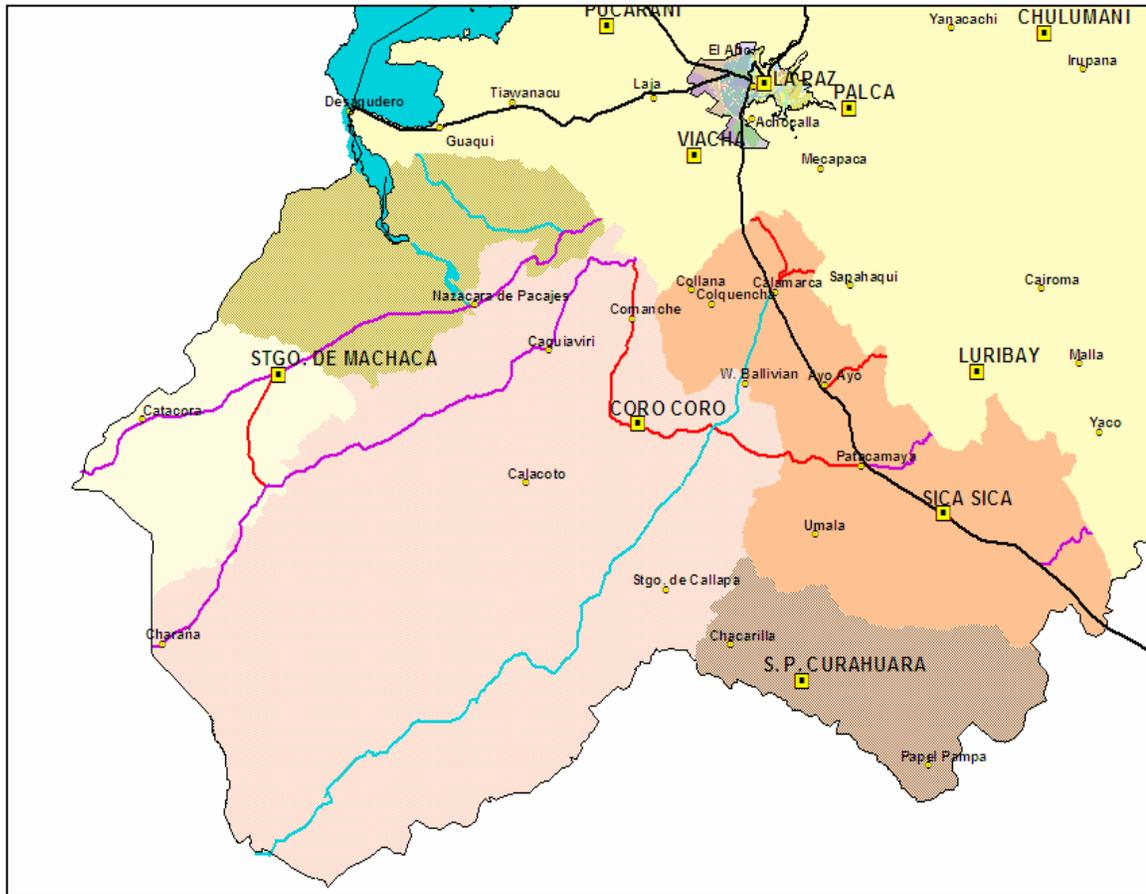 PUCARANI
Yanacachi
CHULUMANI
El Alto
Irupana
LA PAZ
Laja
Tiawanacu
PALCA
Desaguadero
Achocalla
Guaqui
VIACHA
Mecapaca
Collana
Calamarca
Sapahaqui
Cairoma
Nazacara de Pacajes
Colquencha
Comanche
Caquiaviri
STGO. DE MACHACA
LURIBAY
Malla
W. Ballivian
Ayo Ayo
Catacora
CORO CORO
Yaco
Patacamaya
Calacoto
SICA SICA
Umala
Stgo. de Callapa
Charaña
Chacarilla
S.P. CURAHUARA
Papel Pampa